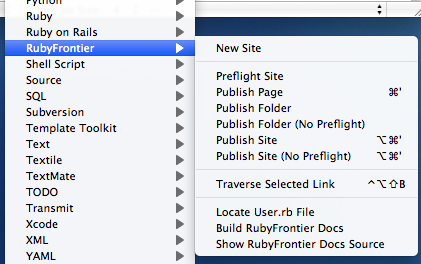 Python
Ruby
Ruby on Rails
RubyFrontier
Shell Script
Source
SQL
Subversion
Template Toolkit
Text
Textile
TextMate
TODO
Transmit
Xcode
XML
YAML
New Site
Preflight Site
Publish Page ⌘'
Publish Folder
Publish Folder (No Preflight)
Publish Site ⌥⌘'
Publish Site (No Preflight) ⌥⌘'
Traverse Selected Link ^⌥⇧B
Locate User.rb File
Build RubyFrontier Docs
Show RubyFrontier Docs Source